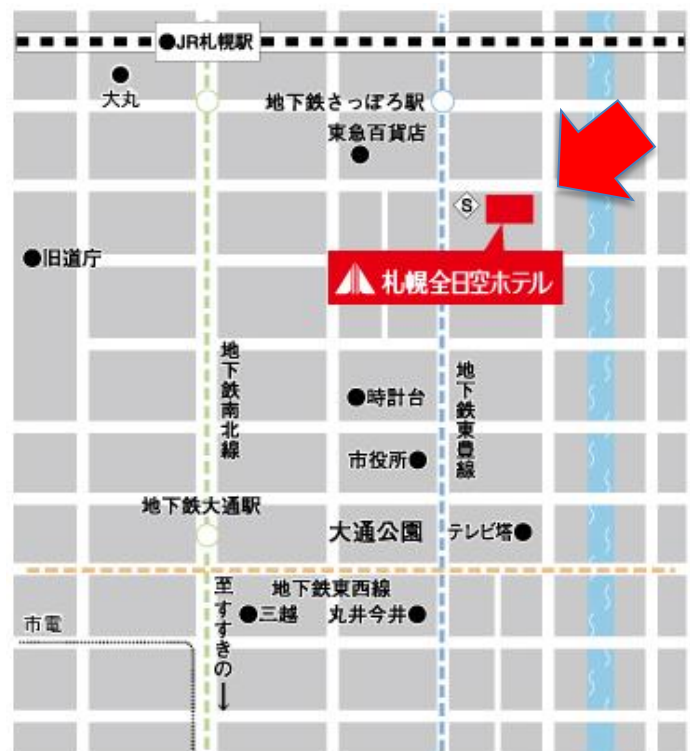 ●JR札幌駅
大丸
地下鉄さっぽろ駅
東急百貨店
S
●旧道庁
札幌全日空ホテル
地下鉄南北線
●時計台
地下鉄東豊線
市役所●
地下鉄大通駅
大通公園
テレビ塔●
地下鉄東西線
至すすきの→
●三越
丸井今井●
市電